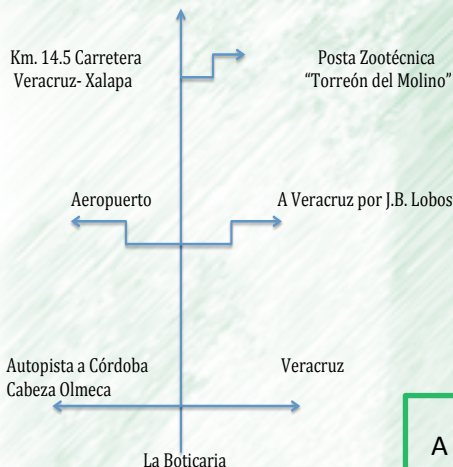 Km. 14.5 Carretera
Veracruz- Xalapa
Posta Zootécnica
“Torreón del Molino”
Aeropuerto
A Veracruz por J.B. Lobos
Autopista a Córdoba
Cabeza Olmeca
Veracruz
A
La Boticaria